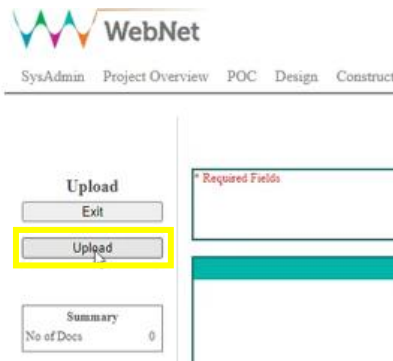 WebNet
SysAdmin Project Overview POC Design Construct
Upload
* Required Fields
Exit
Upload
Summary
No of Docs 0